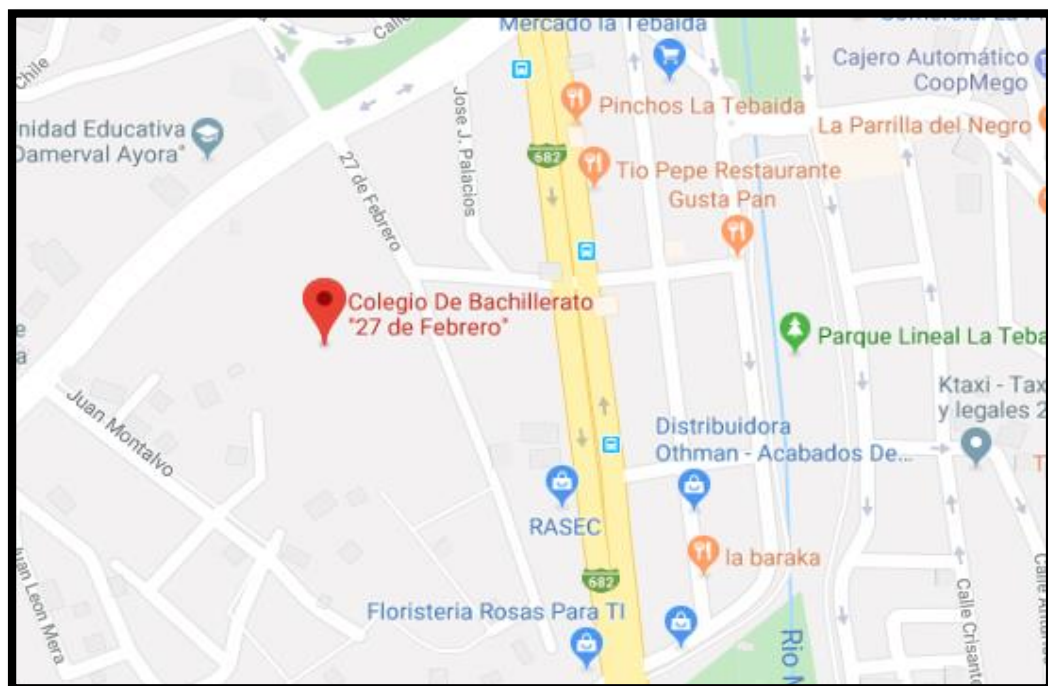 Mercado la Tebaida
Calle
Chile
Cajero Automático
CoopMego
Pinchos La Tebaida
La Parrilla del Negro
nidad Educativa
Damerval Ayora"
Jose J. Palacios
682
Tio Pepe Restaurante
Gusta Pan
27 de Febrero
Colegio De Bachillerato
"27 de Febrero"
Parque Lineal La Teba
Ktaxi - Tax
y legales 2
Juan Montalvo
Distribuidora
Othman - Acabados De...
RASEC
la baraka
682
Floristeria Rosas Para TI
Juan Leon Mera
Rio
Calle Crisant